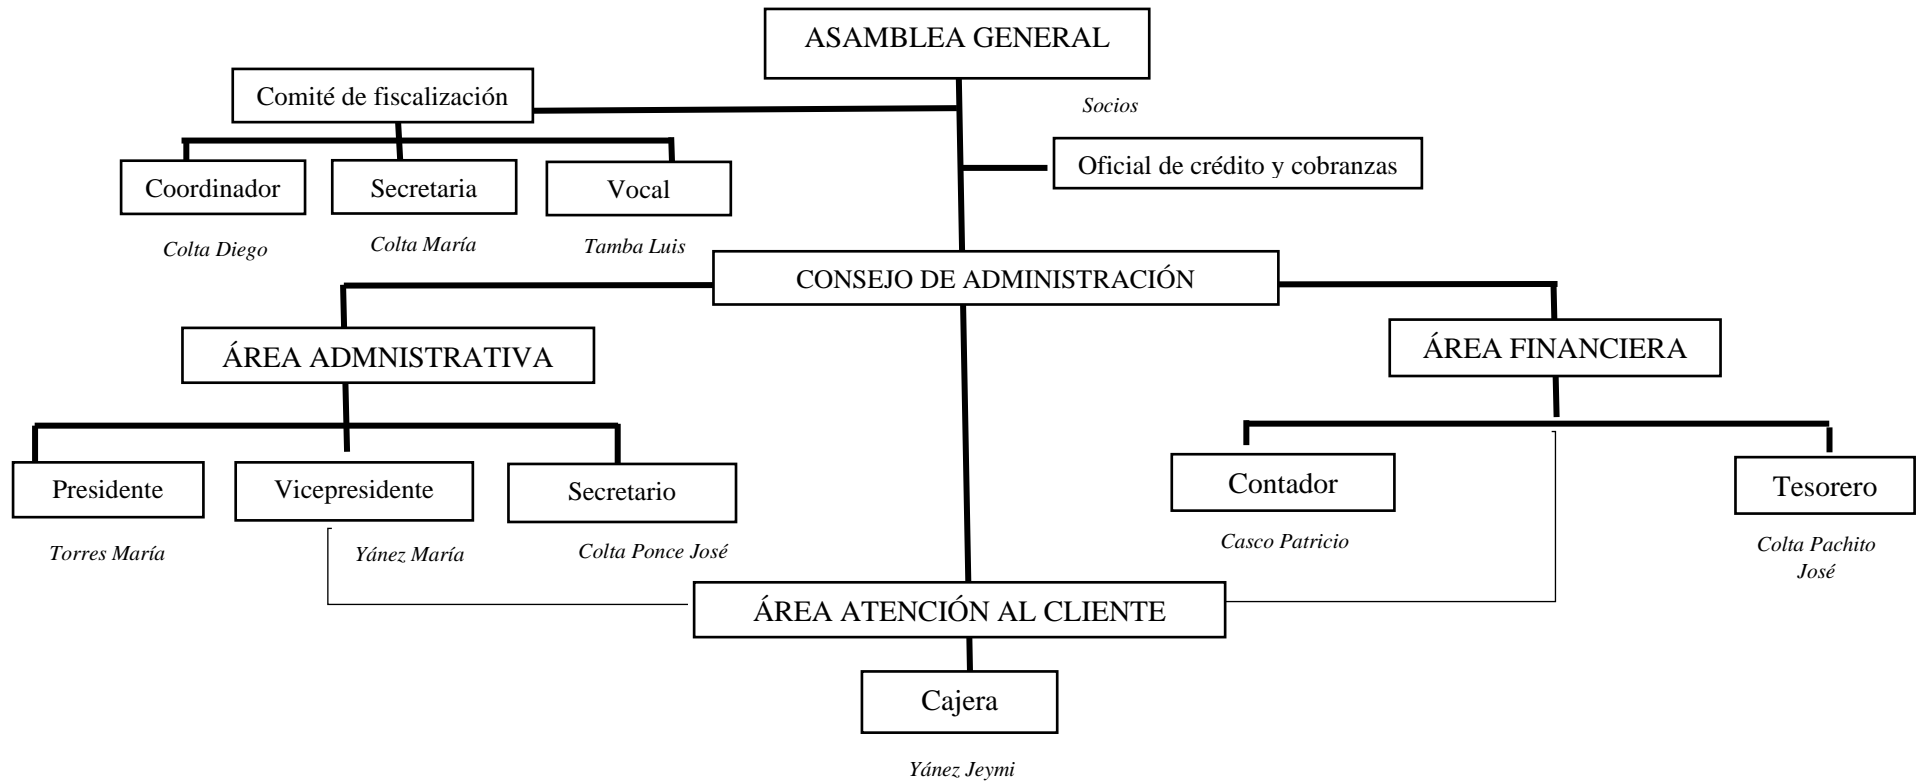 ASAMBLEA GENERAL
Socios
Comité de fiscalización
Oficial de crédito y cobranzas
Coordinador
Secretaria
Vocal
Colta Diego
Colta María
Tamba Luis
CONSEJO DE ADMINISTRACIÓN
ÁREA ADMNISTRATIVA
ÁREA FINANCIERA
Presidente
Vicepresidente
Secretario
Torres María
Yánez María
Colta Ponce José
Contador
Tesorero
Casco Patricio
Colta Pachito
José
ÁREA ATENCIÓN AL CLIENTE
Cajera
Yánez Jeymi